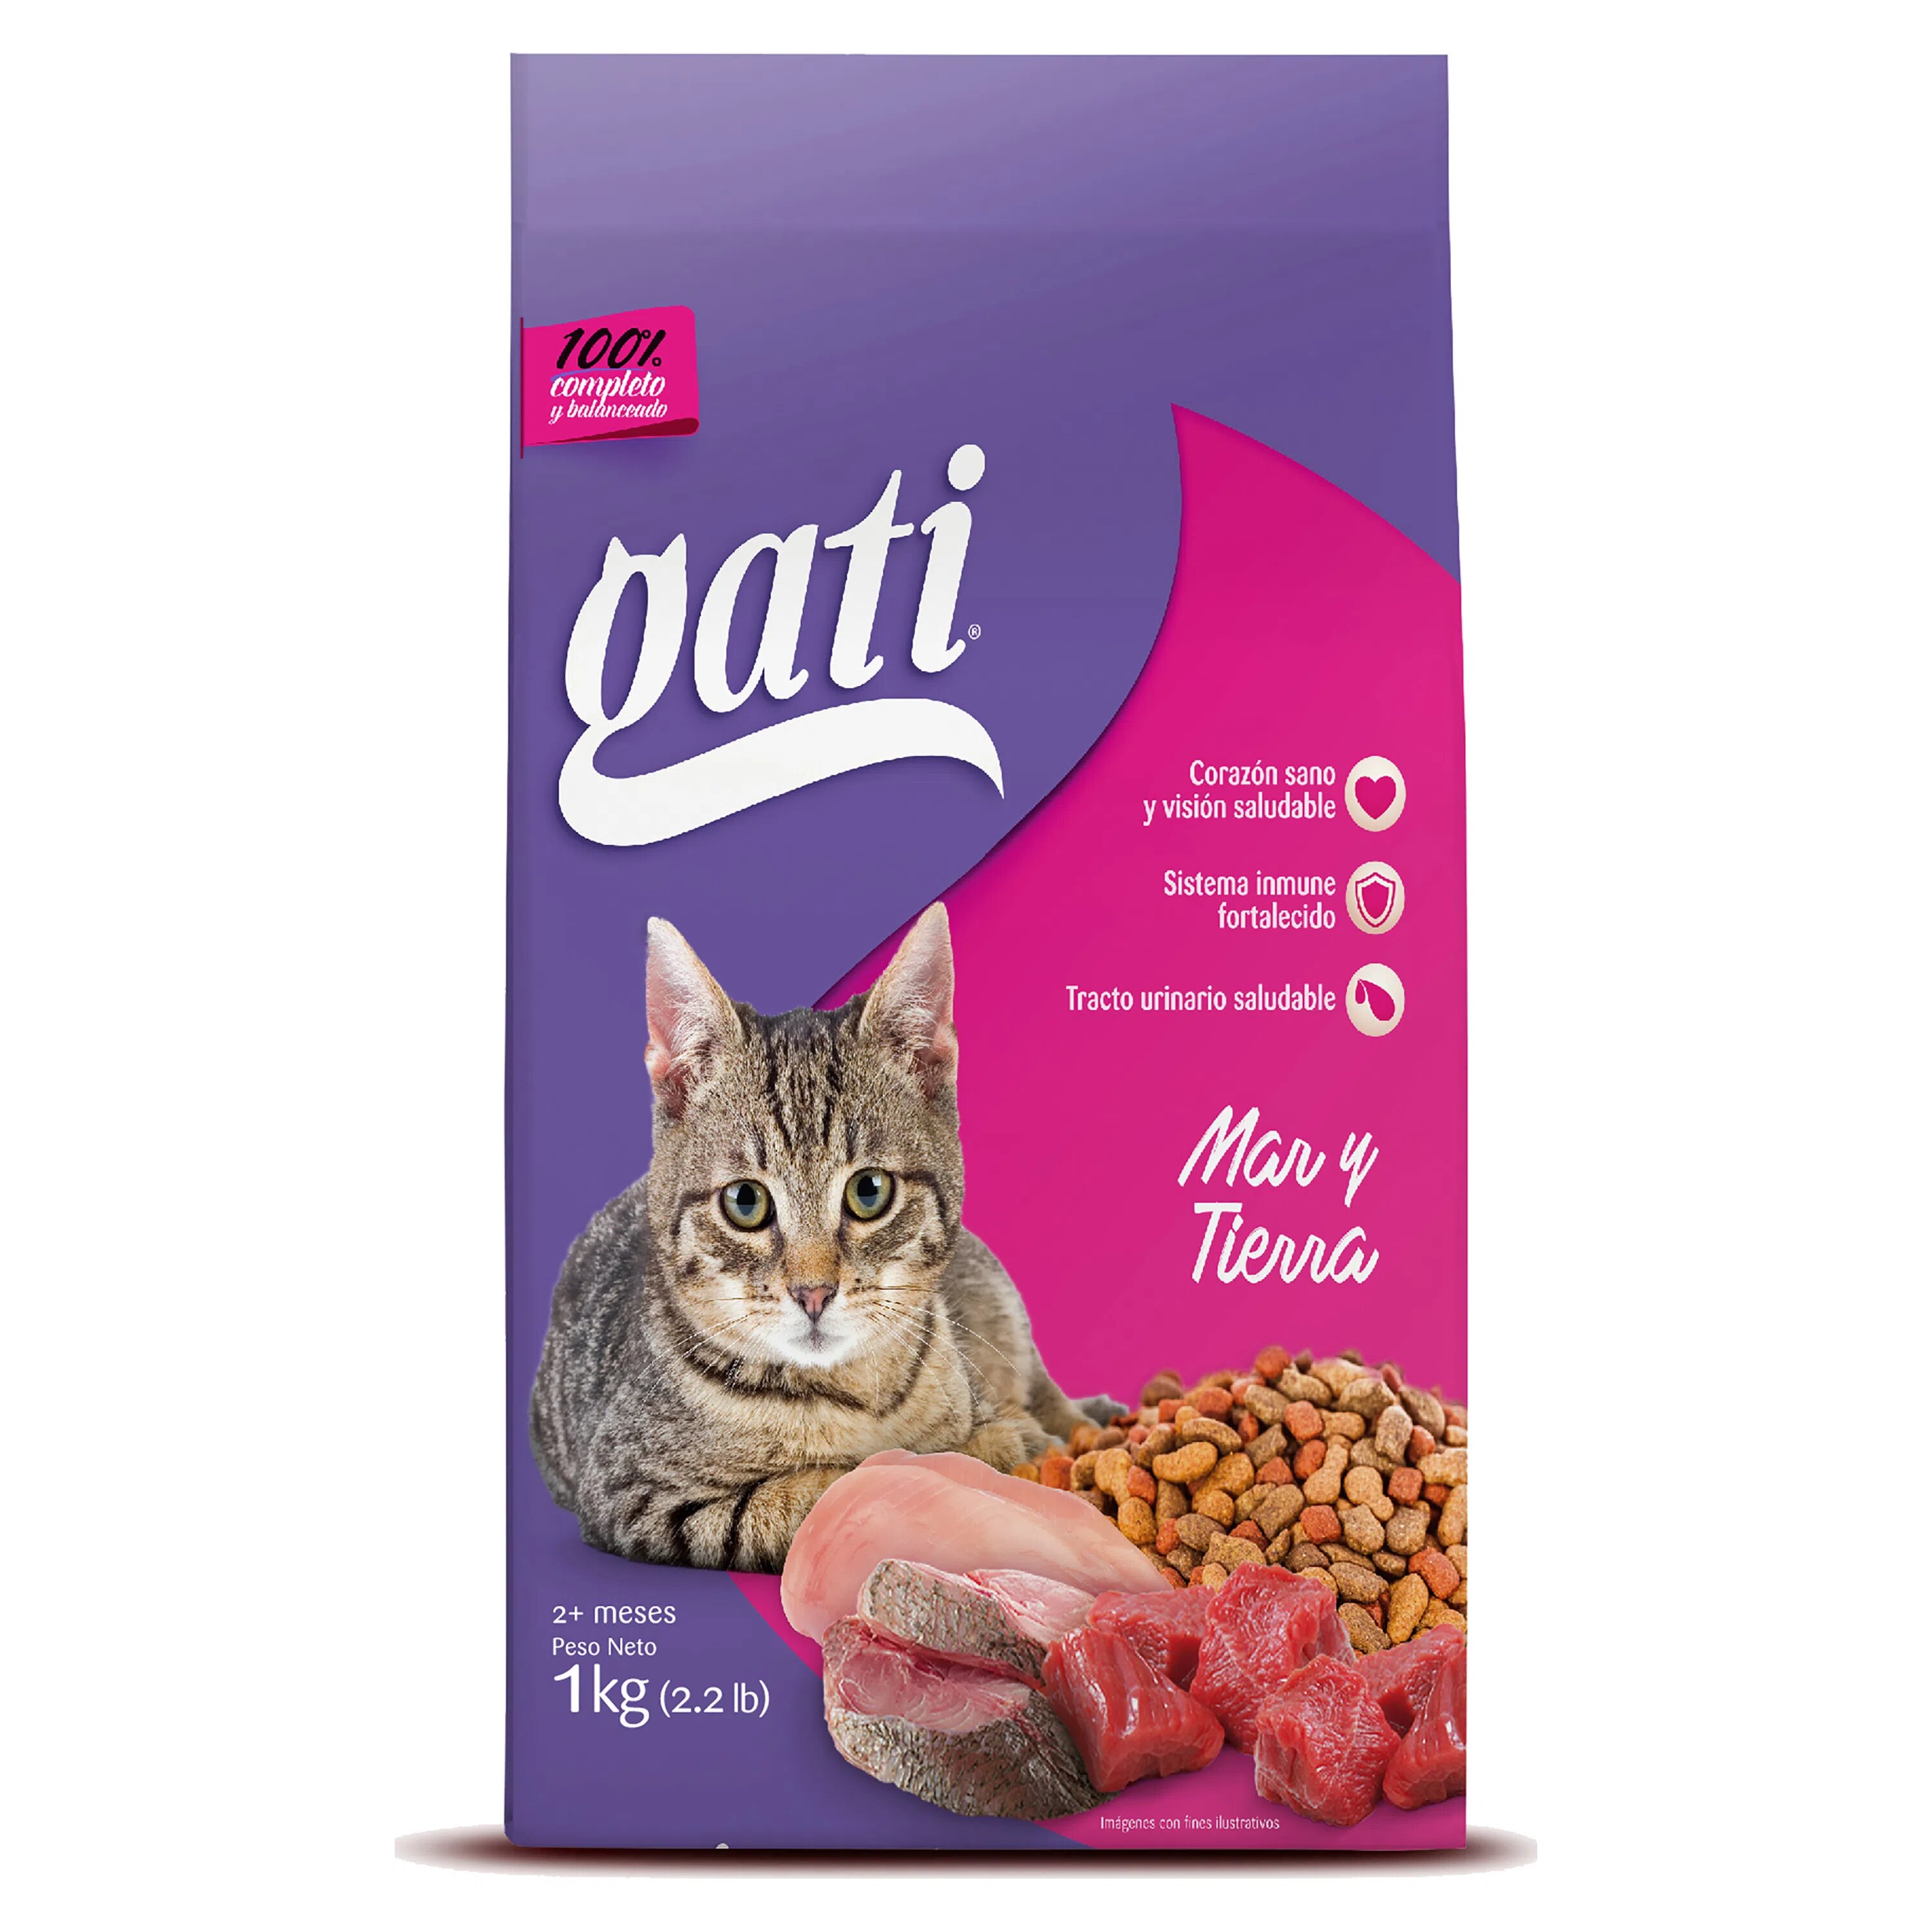 100%
completo
y balanceado
gati®
Corazón sano
y visión saludable
Sistema inmune
fortalecido
Tracto urinario saludable
Mar y
Tierra
2+ meses
Peso Neto
1kg (2.2 lb)
Imágenes con fines ilustrativos